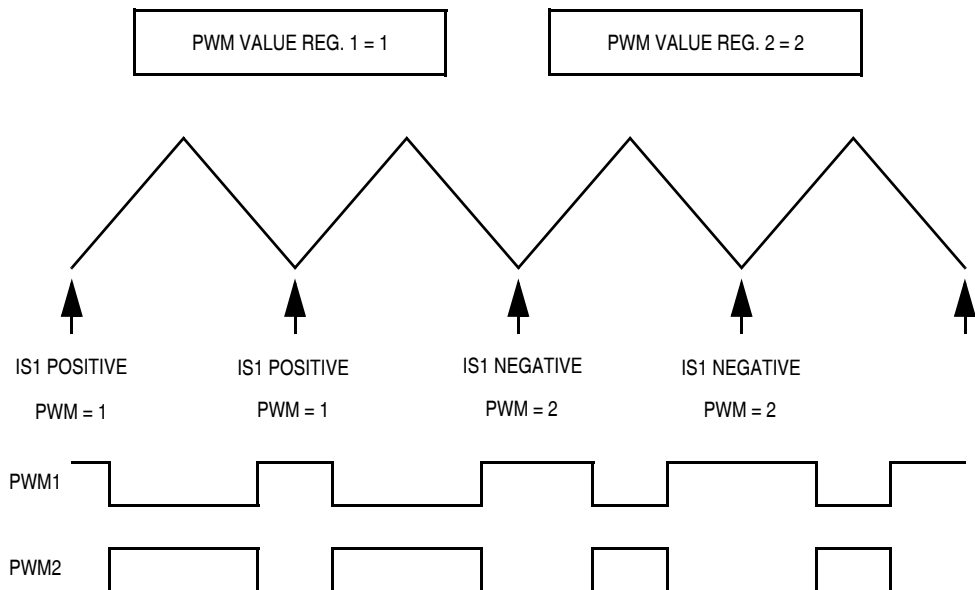 PWM VALUE REG. 1 = 1
PWM VALUE REG. 2 = 2
IS1 POSITIVE
IS1 POSITIVE
IS1 NEGATIVE
IS1 NEGATIVE
PWM = 1
PWM = 1
PWM = 2
PWM = 2
PWM1
PWM2